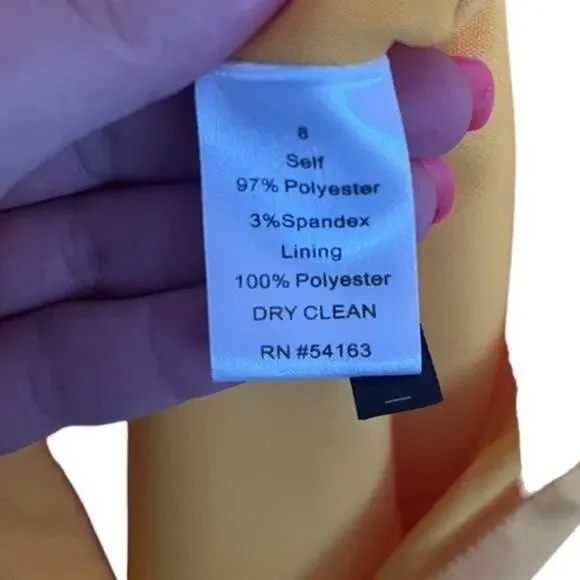 8
Self
97% Polyester
3%Spandex
Lining
100% Polyester
DRY CLEAN
RN #54163